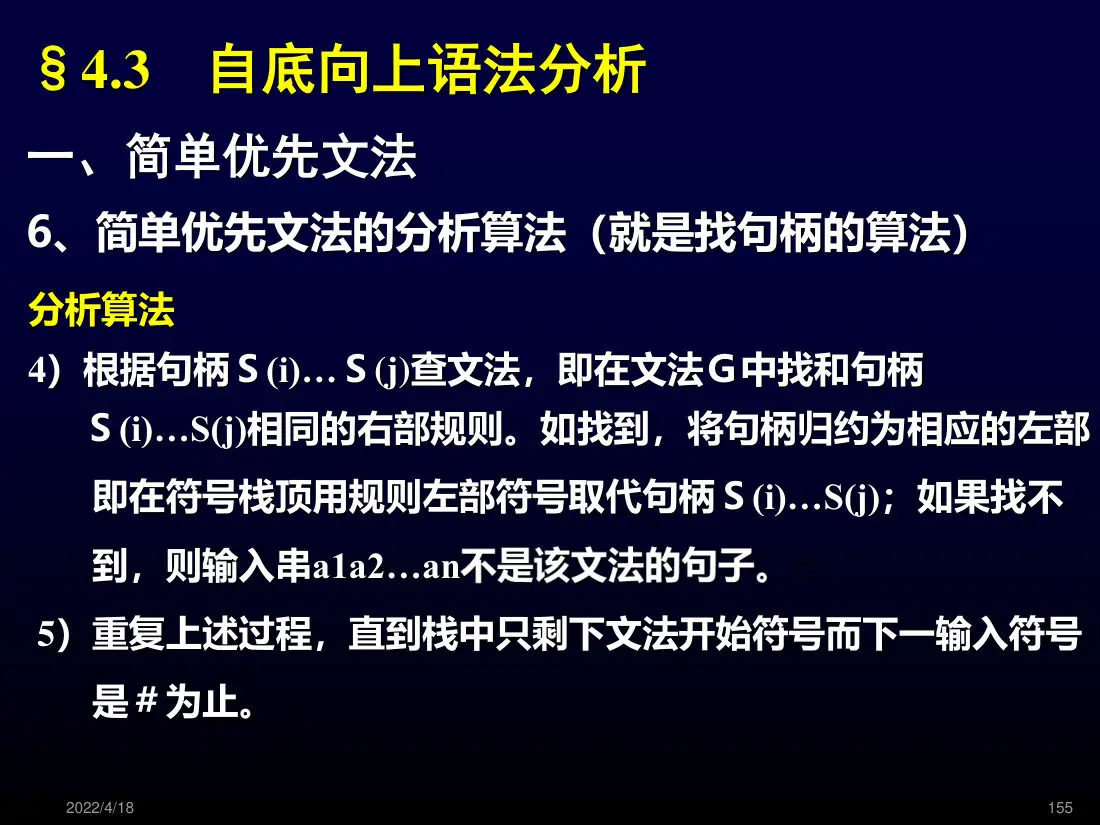 §4.3 自底向上语法分析
一、简单优先文法
6、简单优先文法的分析算法（就是找句柄的算法）
分析算法
4）根据句柄Ｓ(i)…Ｓ(j)查文法，即在文法Ｇ中找和句柄
Ｓ(i)…S(j)相同的右部规则。如找到，将句柄归约为相应的左部
即在符号栈顶用规则左部符号取代句柄Ｓ(i)…S(j)；如果找不
到，则输入串a1a2…an不是该文法的句子。
5）重复上述过程，直到栈中只剩下文法开始符号而下一输入符号
是＃为止。
2022/4/18
155